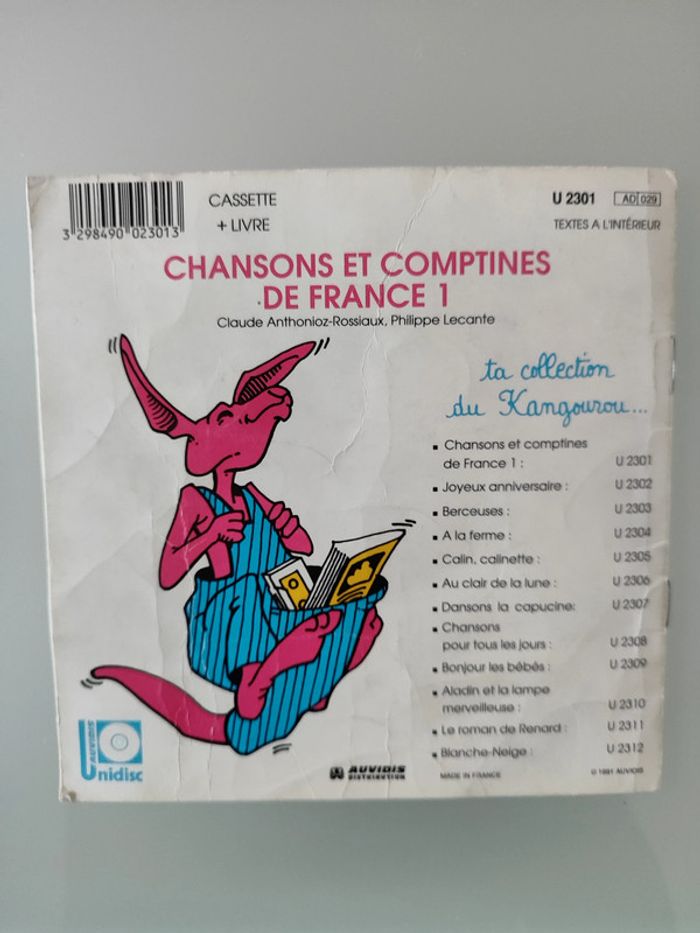 CASSETTE
+ LIVRE
U 2301 AD 029
TEXTES A L'INTÉRIEUR
3 298490 023013
CHANSONS ET COMPTINES
DE FRANCE 1
Claude Anthonioz-Rossiaux, Philippe Lecante
ta collection
du Kangourou...
▪ Chansons et comptines
de France 1 : U 2301
▪ Joyeux anniversaire : U 2302
▪ Berceuses : U 2303
▪ A la ferme : U 2304
▪ Calin, calinette : U 2305
▪ Au clair de la lune : U 2306
▪ Dansons la capucine: U 2307
▪ Chansons
pour tous les jours : U 2308
▪ Bonjour les bébés : U 2309
▪ Aladin et la lampe
merveilleuse : U 2310
▪ Le roman de Renard : U 2311
▪ Blanche-Neige : U 2312
AUVIDIS
Unidisc
AUVIDIS
DISTRIBUTION
MADE IN FRANCE
© 1991 AUVIDIS